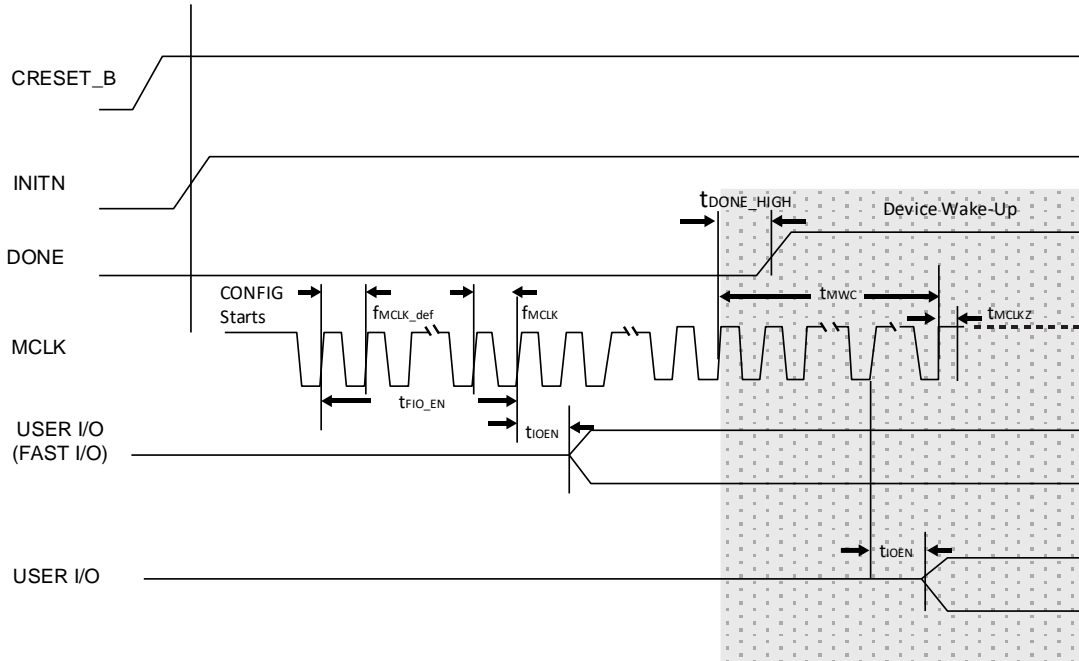 CRESET_B
INITN
tDONE_HIGH
Device Wake-Up
DONE
CONFIG
Starts
fMCLK_def
fMCLK
tMWC
tMCLKZ
MCLK
tFIO_EN
USER I/O
(FAST I/O)
tIOEN
tIOEN
USER I/O